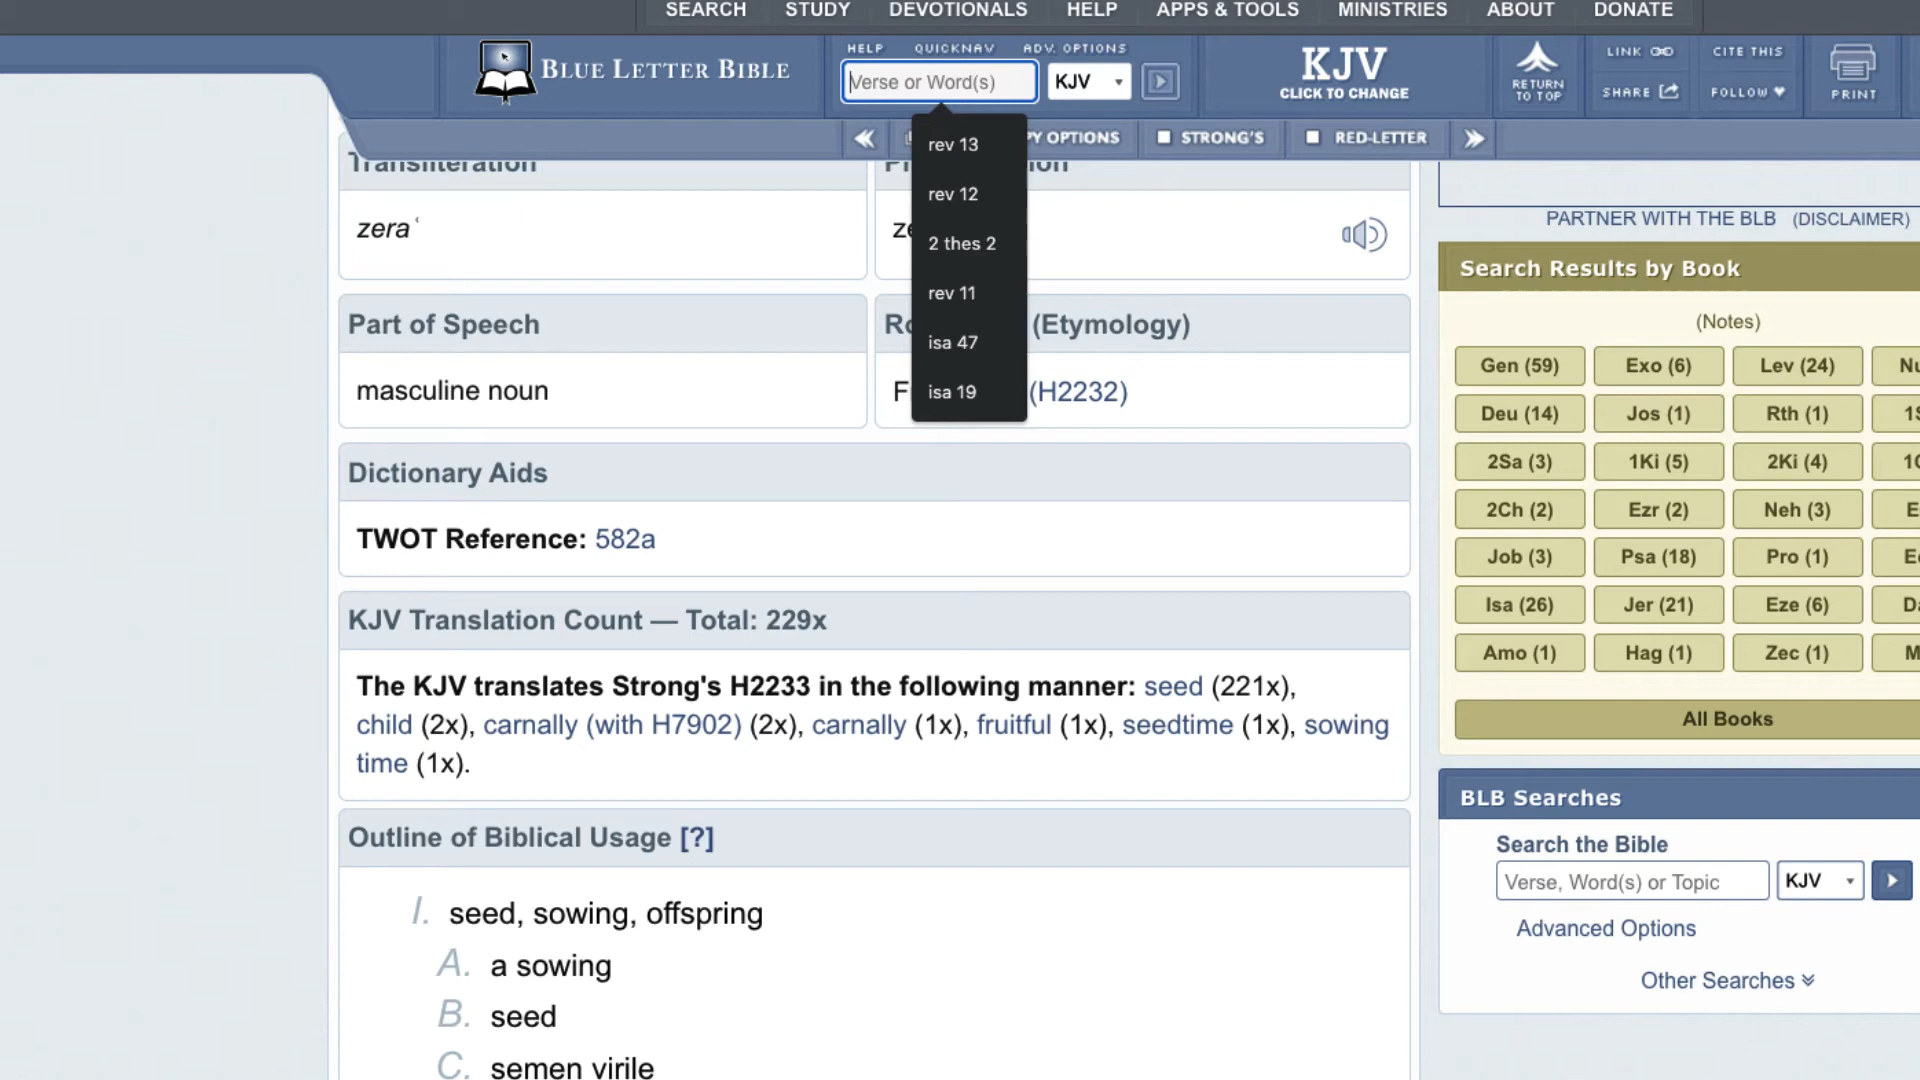 SEARCH STUDY DEVOTIONALS HELP APPS & TOOLS MINISTRIES ABOUT DONATE
BLUE LETTER BIBLE
HELP QUICKNAV ADV. OPTIONS
Verse or Word(s) KJV
KJV
CLICK TO CHANGE
RETURN
TO TOP
LINK
SHARE
CITE THIS
FOLLOW
PRINT
OPTIONS STRONG'S RED-LETTER
rev 13
rev 12
2 thes 2
rev 11
isa 47
isa 19
Transliteration
zeraʿ
Part of Speech
masculine noun
(Etymology)
(H2232)
Dictionary Aids
TWOT Reference: 582a
KJV Translation Count — Total: 229x
The KJV translates Strong's H2233 in the following manner: seed (221x),
child (2x), carnally (with H7902) (2x), carnally (1x), fruitful (1x), seedtime (1x), sowing
time (1x).
Outline of Biblical Usage [?]
I. seed, sowing, offspring
A. a sowing
B. seed
C. semen virile
PARTNER WITH THE BLB (DISCLAIMER)
Search Results by Book
(Notes)
Gen (59) Exo (6) Lev (24)
Deu (14) Jos (1) Rth (1)
2Sa (3) 1Ki (5) 2Ki (4)
2Ch (2) Ezr (2) Neh (3)
Job (3) Psa (18) Pro (1)
Isa (26) Jer (21) Eze (6)
Amo (1) Hag (1) Zec (1)
All Books
BLB Searches
Search the Bible
Verse, Word(s) or Topic KJV
Advanced Options
Other Searches